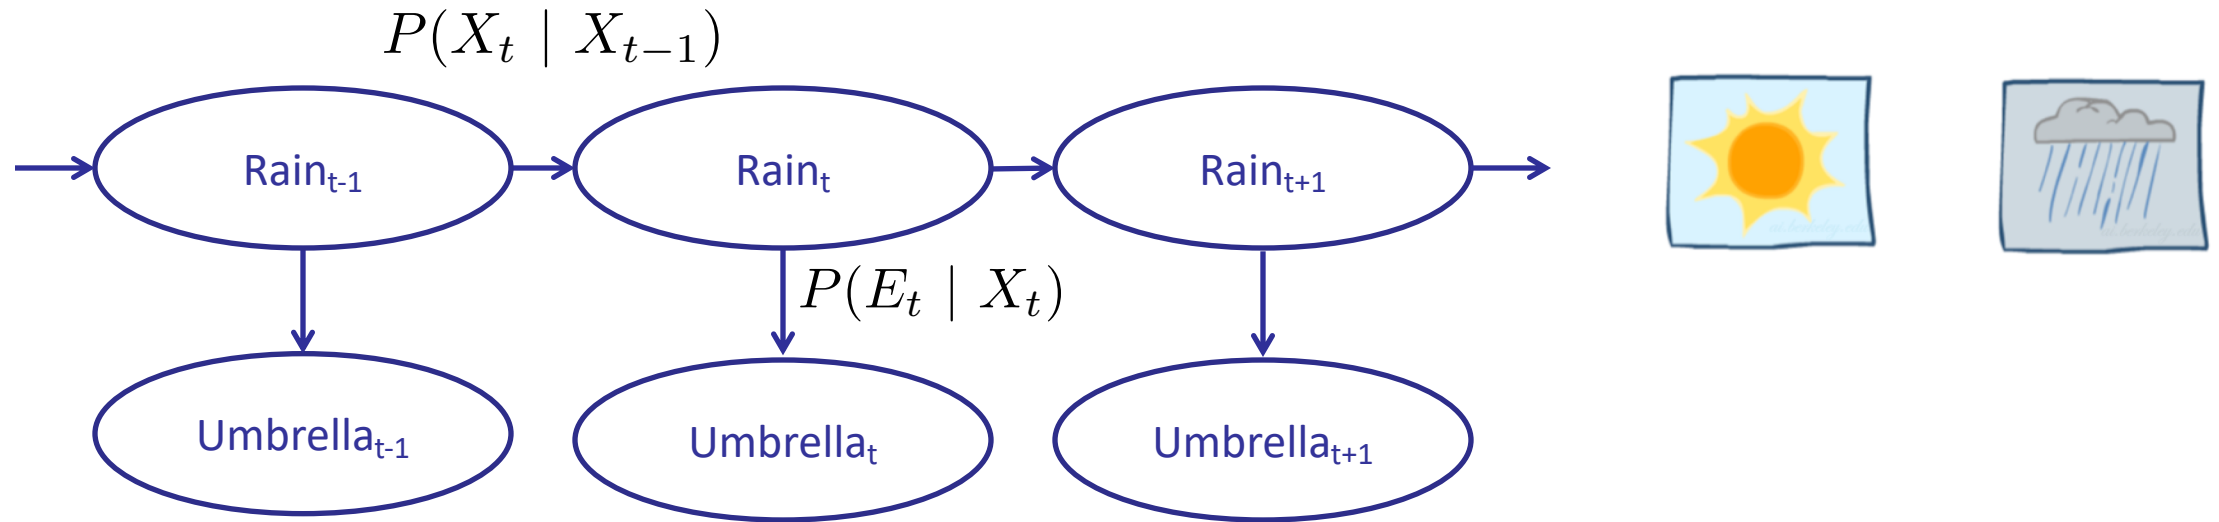 P(X_t | X_{t-1})
Rain_{t-1}
Rain_t
Rain_{t+1}
P(E_t | X_t)
Umbrella_{t-1}
Umbrella_t
Umbrella_{t+1}